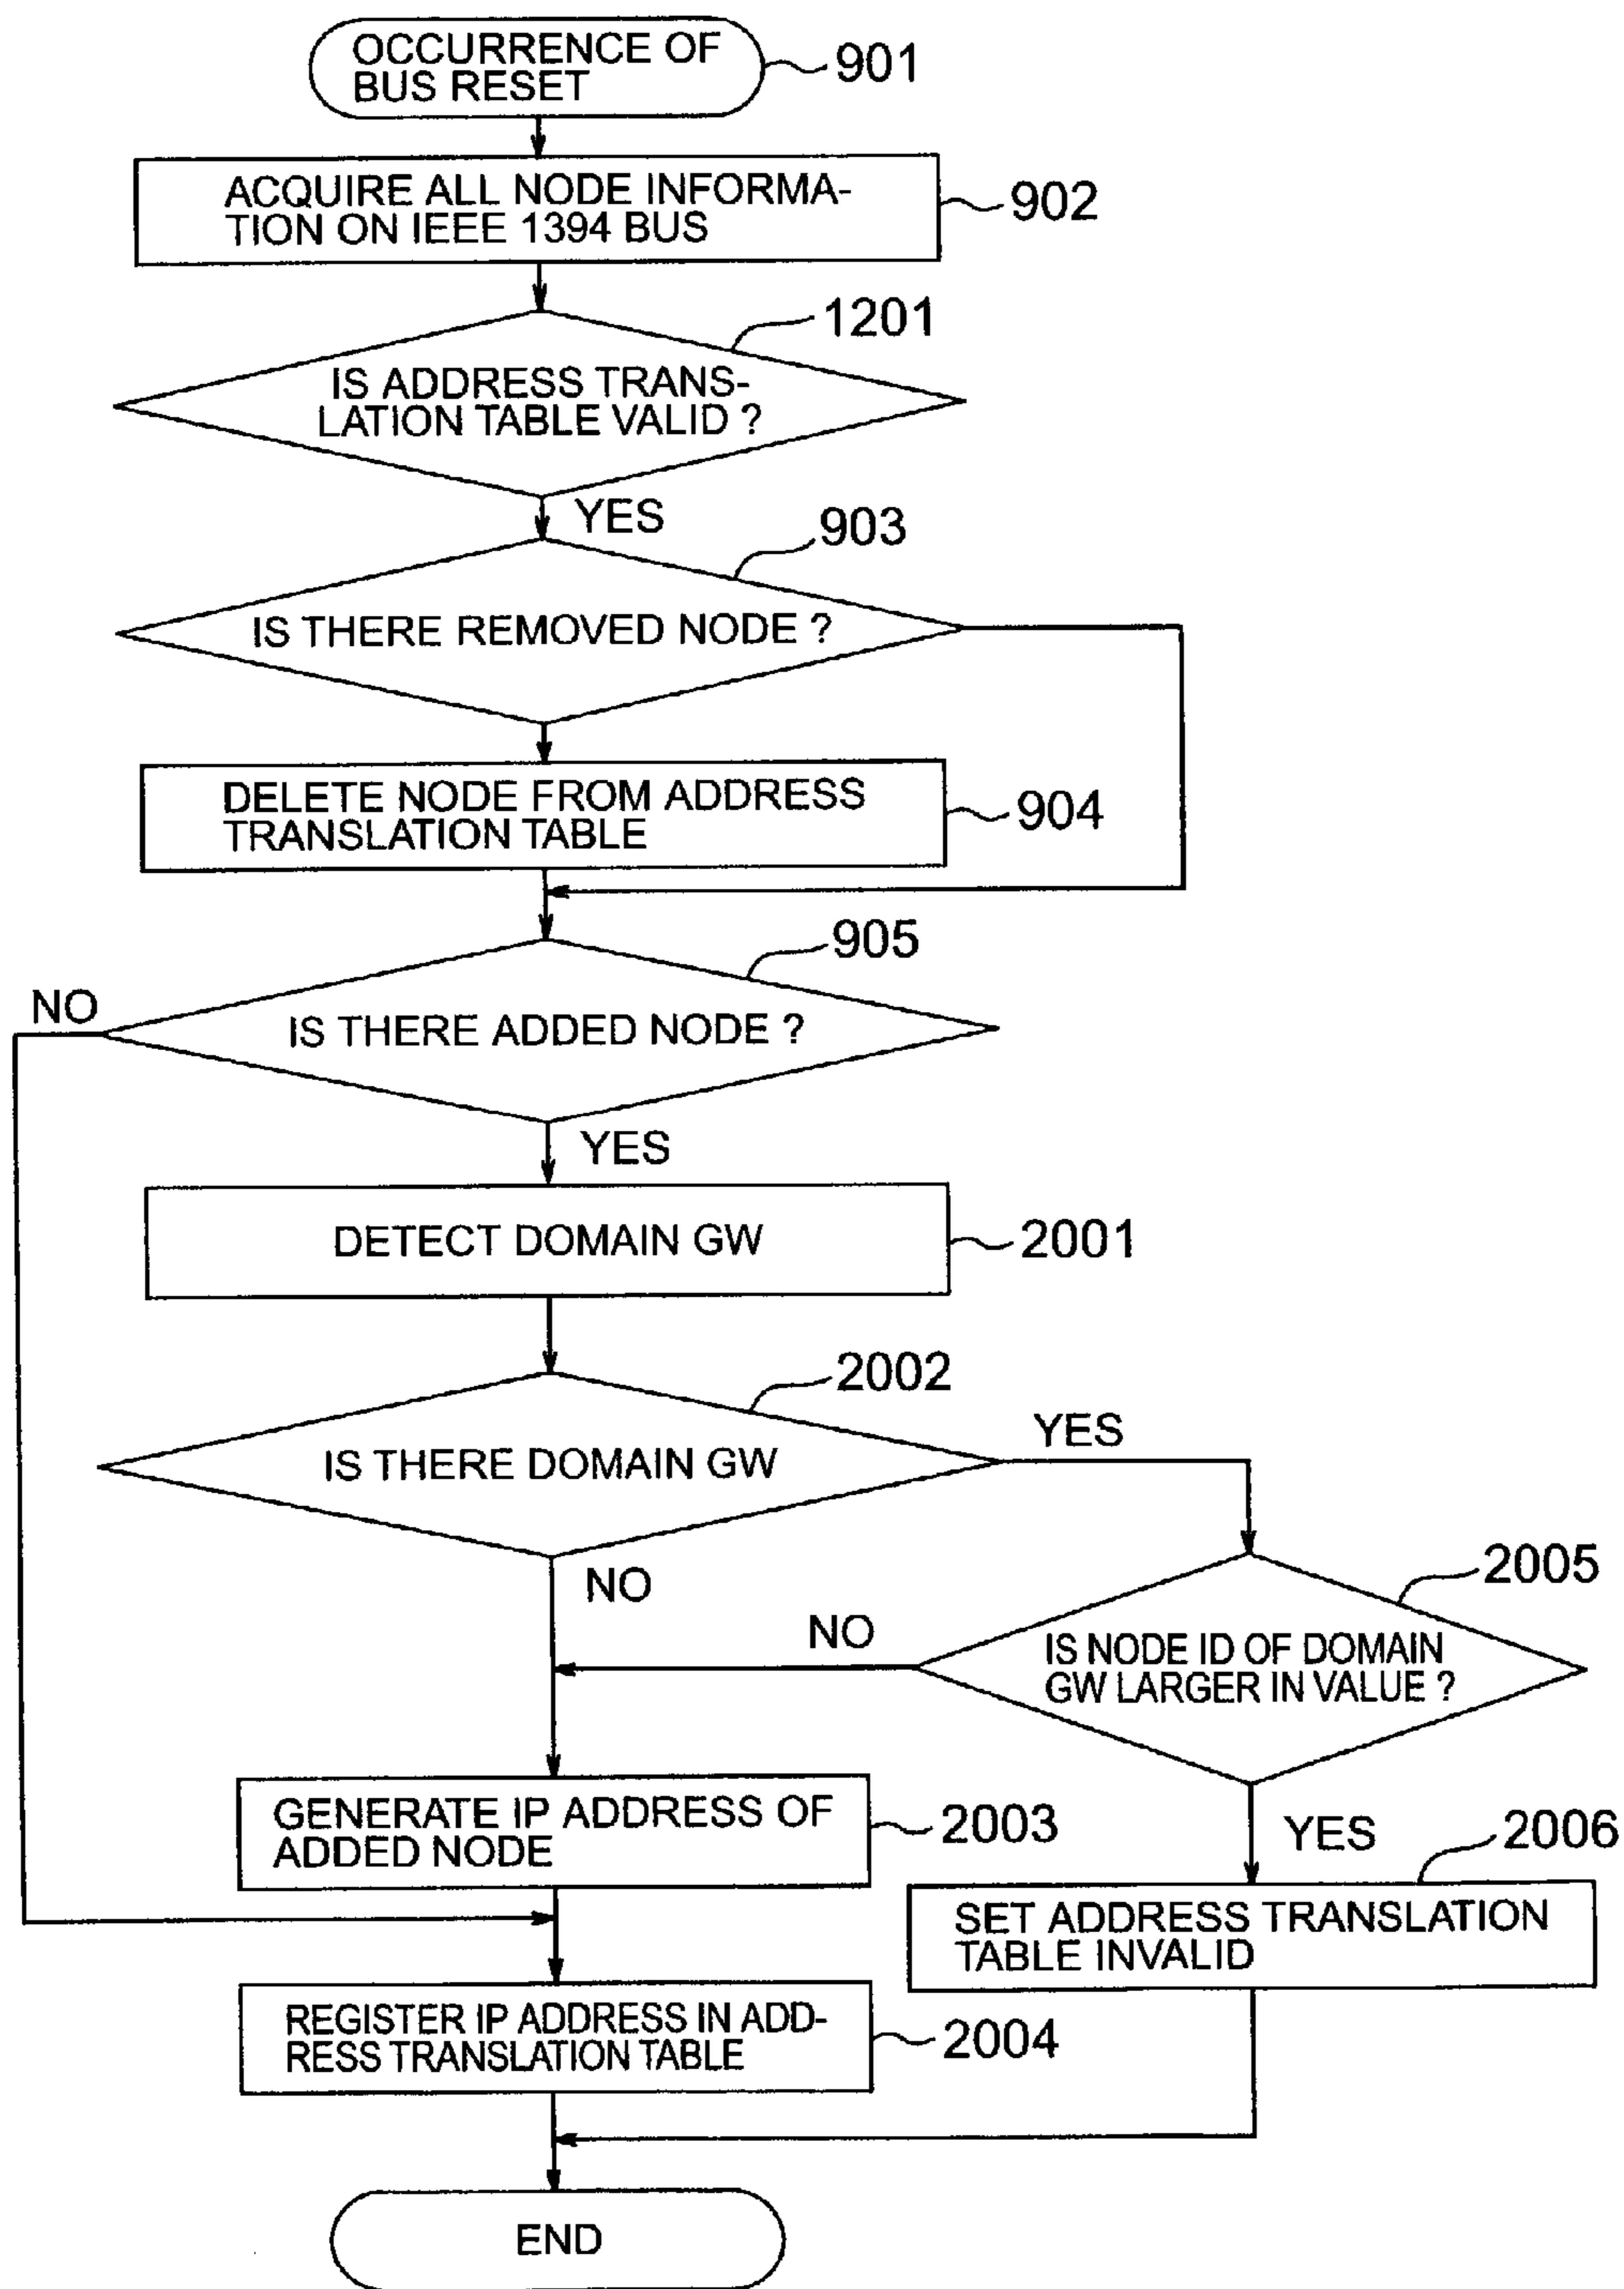 OCCURRENCE OF
BUS RESET
901
ACQUIRE ALL NODE INFORMA-
TION ON IEEE 1394 BUS
902
1201
IS ADDRESS TRANS-
LATION TABLE VALID ?
YES
903
IS THERE REMOVED NODE ?
DELETE NODE FROM ADDRESS
TRANSLATION TABLE
904
905
NO
IS THERE ADDED NODE ?
YES
DETECT DOMAIN GW
2001
2002
YES
IS THERE DOMAIN GW
NO
2005
NO
IS NODE ID OF DOMAIN
GW LARGER IN VALUE ?
GENERATE IP ADDRESS OF
ADDED NODE
2003
YES
2006
SET ADDRESS TRANSLATION
TABLE INVALID
REGISTER IP ADDRESS IN ADD-
RESS TRANSLATION TABLE
2004
END